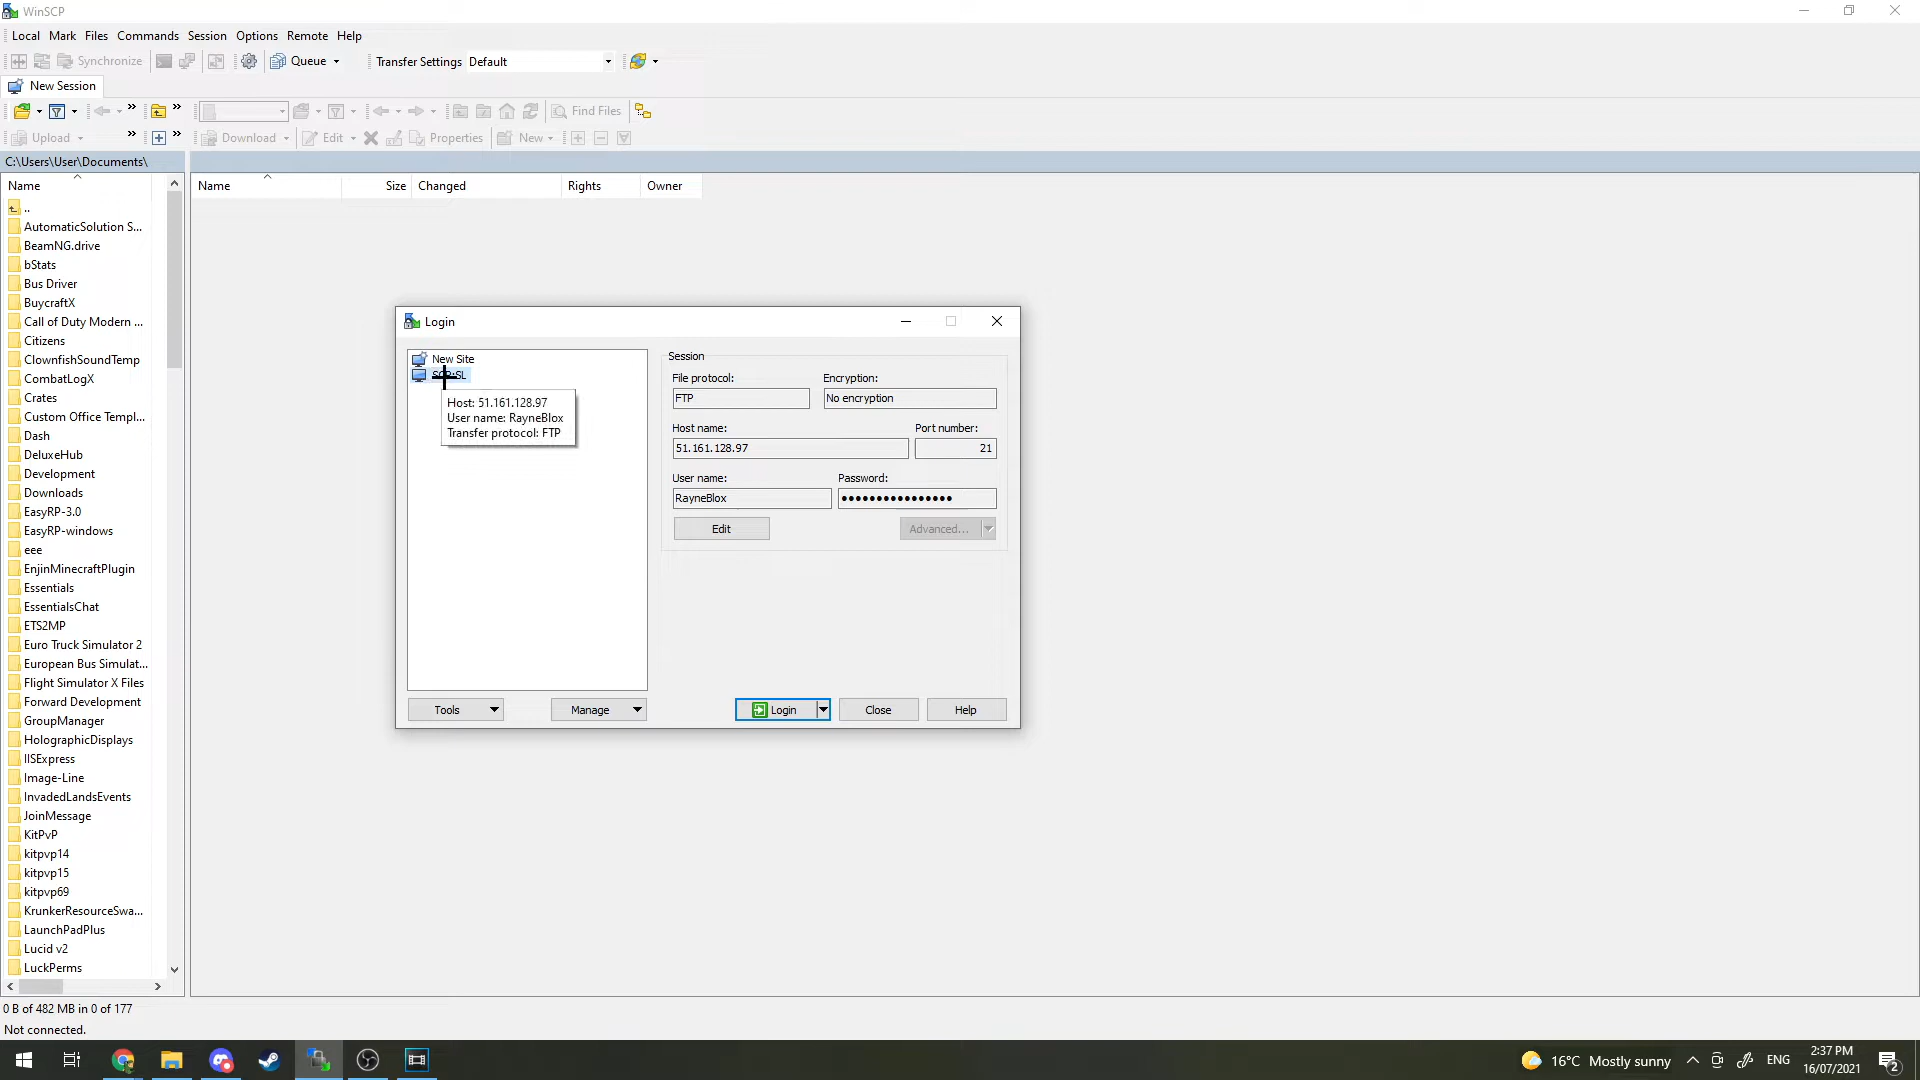 WinSCP
Local Mark Files Commands Session Options Remote Help
Synchronize Queue Transfer Settings Default
New Session
Find Files
Upload Download Edit Properties New
C:\Users\User\Documents\
Name
..
AutomaticSolution S...
BeamNG.drive
bStats
Bus Driver
BuycraftX
Call of Duty Modern ...
Citizens
ClownfishSoundTemp
CombatLogX
Crates
Custom Office Templ...
Dash
DeluxeHub
Development
Downloads
EasyRP-3.0
EasyRP-windows
eee
EnjinMinecraftPlugin
Essentials
EssentialsChat
ETS2MP
Euro Truck Simulator 2
European Bus Simulat...
Flight Simulator X Files
Forward Development
GroupManager
HolographicDisplays
IISExpress
Image-Line
InvadedLandsEvents
JoinMessage
KitPvP
kitpvp14
kitpvp15
kitpvp69
KrunkerResourceSwa...
LaunchPadPlus
Lucid v2
LuckPerms
Name Size Changed Rights Owner
Login
New Site
SCP:SL
Host: 51.161.128.97
User name: RayneBlox
Transfer protocol: FTP
Session
File protocol: Encryption:
FTP No encryption
Host name: Port number:
51.161.128.97 21
User name: Password:
RayneBlox ••••••••••••••••
Edit Advanced...
Tools Manage Login Close Help
0 B of 482 MB in 0 of 177
Not connected.
16°C Mostly sunny ENG 2:37 PM
16/07/2021
2